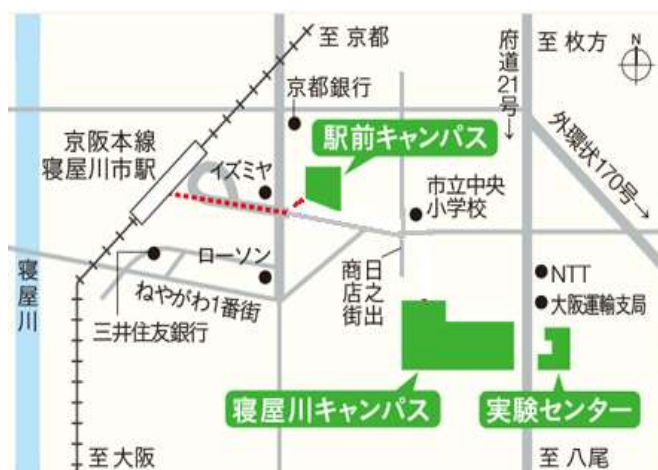 至 京都
府道21号→
至 枚方
N
京都銀行
外環状170号→
京阪本線
寝屋川市駅
駅前キャンパス
イズミヤ
市立中央
小学校
ローソン
日之出
商店街
NTT
大阪運輸支局
寝屋川
ねやがわ1番街
三井住友銀行
寝屋川キャンパス
実験センター
至 大阪
至 八尾